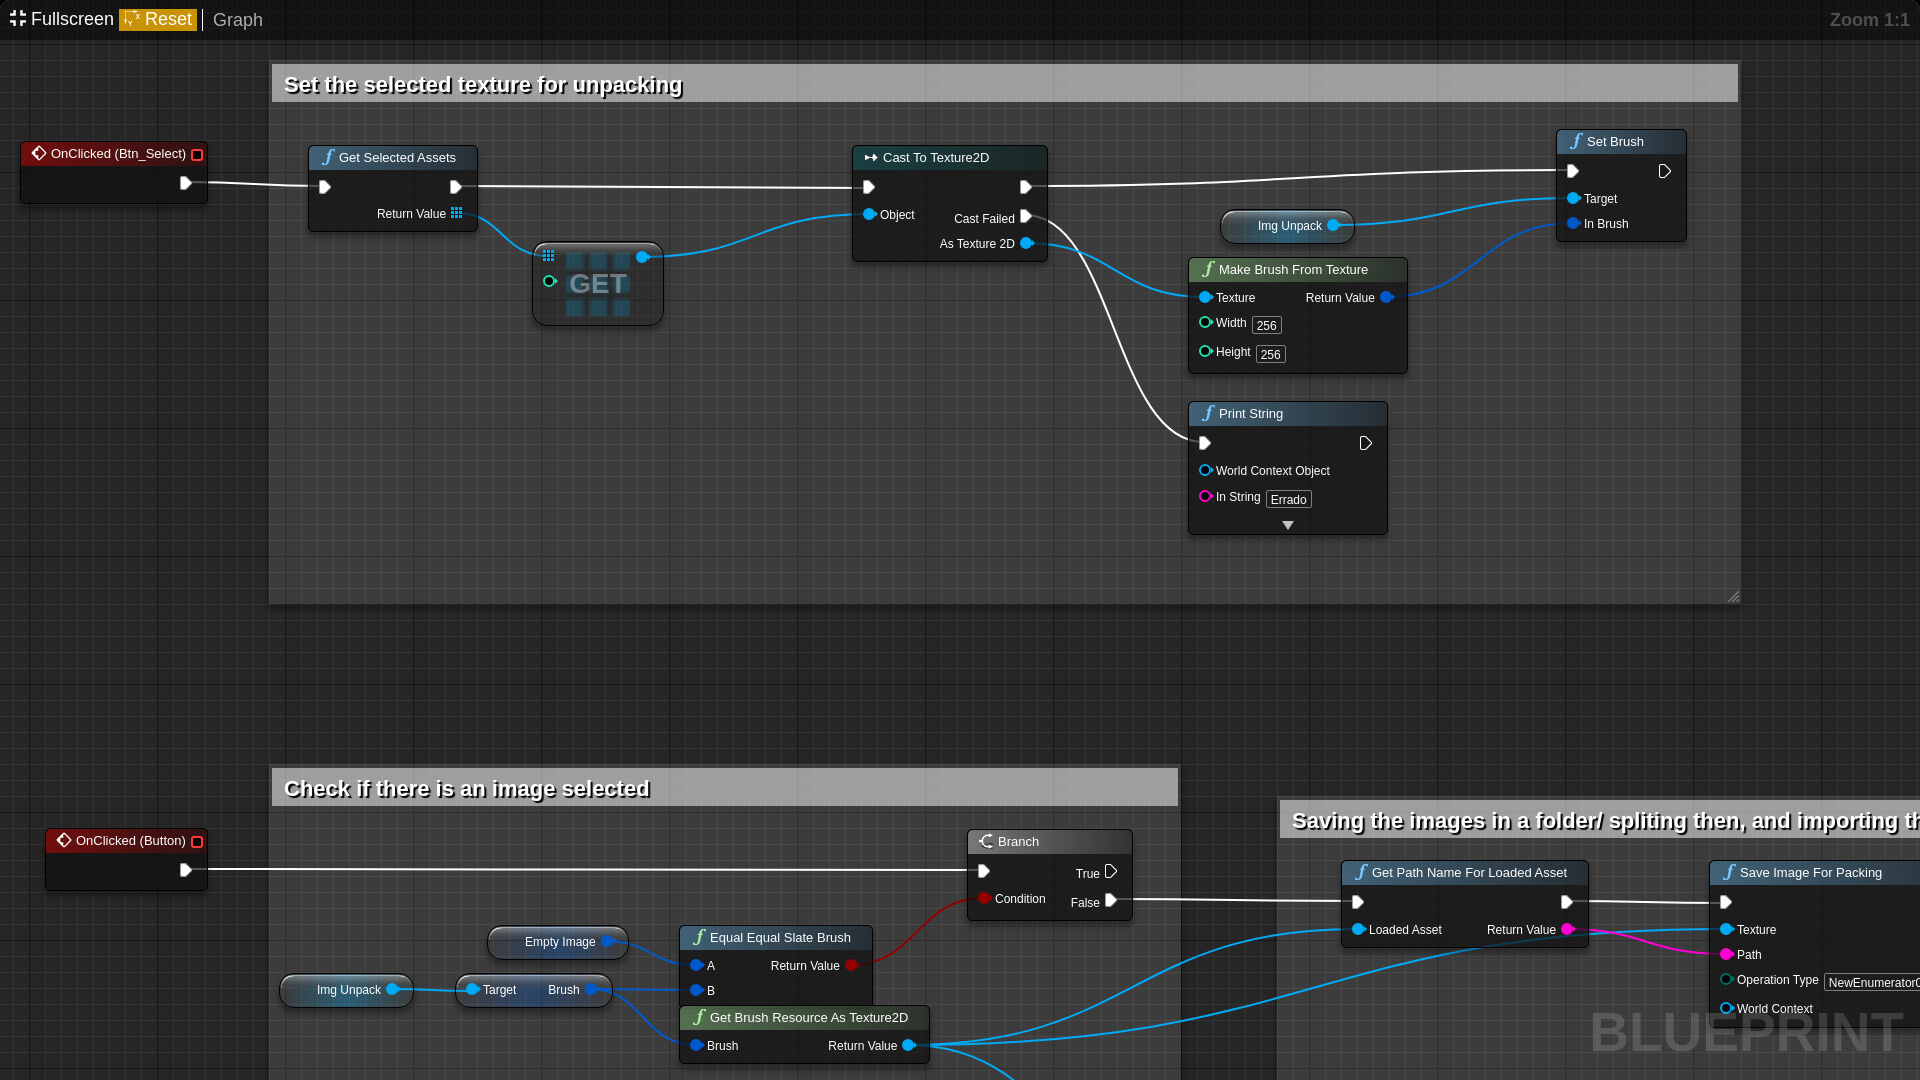 Fullscreen Reset Graph Zoom 1:1
Set the selected texture for unpacking
OnClicked (Btn_Select)
Get Selected Assets
Return Value
GET
Cast To Texture2D
Object
Cast Failed
As Texture 2D
Img Unpack
Set Brush
Target
In Brush
Make Brush From Texture
Texture Return Value
Width 256
Height 256
Print String
World Context Object
In String Errado
Check if there is an image selected
OnClicked (Button)
Branch
True
Condition False
Empty Image
Equal Equal Slate Brush
A Return Value
B
Img Unpack
Target Brush
Get Brush Resource As Texture2D
Brush Return Value
Saving the images in a folder/ spliting then, and importing th
Get Path Name For Loaded Asset
Loaded Asset Return Value
Save Image For Packing
Texture
Path
Operation Type NewEnumerator0
World Context
BLUEPRINT